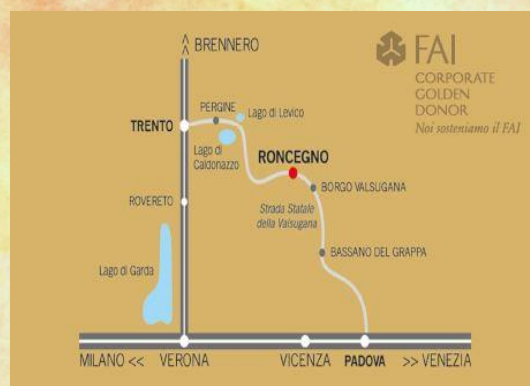 BRENNERO
FAI
CORPORATE
GOLDEN
DONOR
Noi sosteniamo il FAI
PERGINE
Lago di Levico
TRENTO
Lago di
Caldonazzo
RONCEGNO
BORGO VALSUGANA
ROVERETO
Strada Statale
della Valsugana
BASSANO DEL GRAPPA
Lago di Garda
MILANO << VERONA VICENZA PADOVA >> VENEZIA